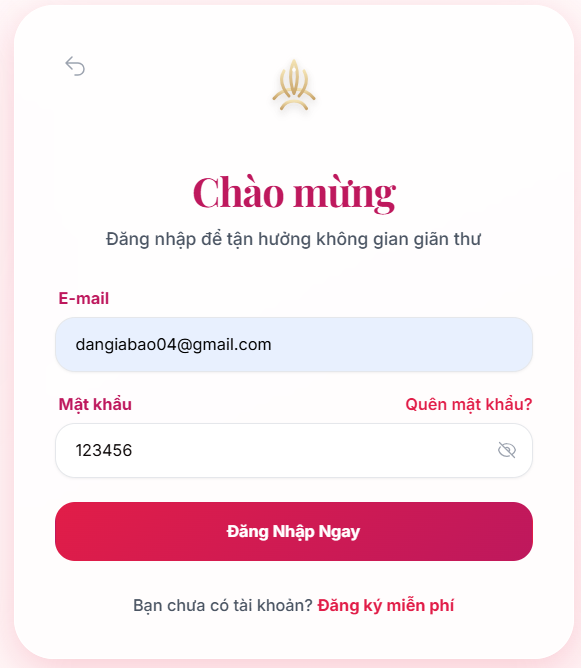 Chào mừng
Đăng nhập để tận hưởng không gian giãn thư
E-mail
dangiabao04@gmail.com
Mật khẩu Quên mật khẩu?
123456
Đăng Nhập Ngay
Bạn chưa có tài khoản? Đăng ký miễn phí